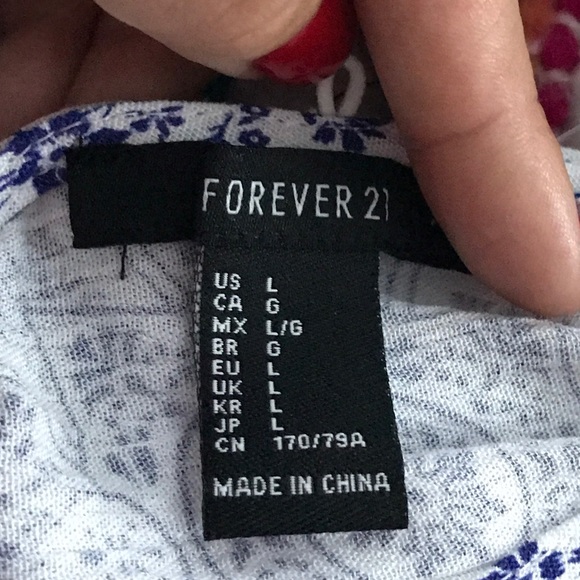 FOREVER 21
US L
CA G
MX L/G
BR G
EU L
UK L
KR L
JP L
CN 170/79A
MADE IN CHINA